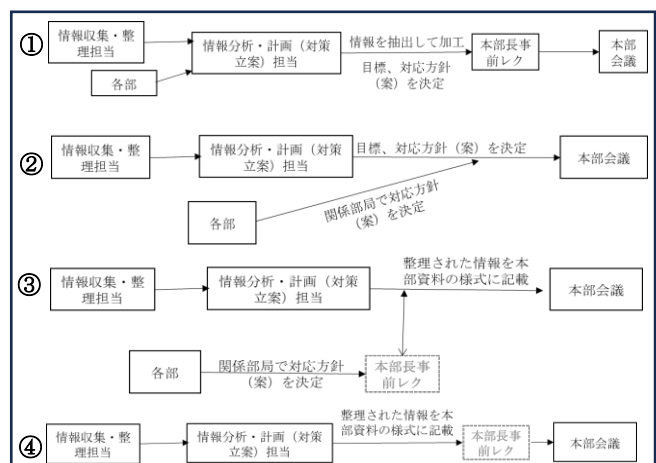 ①
情報収集・整
理担当
各部
情報分析・計画（対策
立案）担当
情報を抽出して加工
目標、対応方針
（案）を決定
本部長事
前レク
本部
会議
②
情報収集・整
理担当
各部
情報分析・計画（対策
立案）担当
目標、対応方針（案）を決定
関係部局で対応方針
（案）を決定
本部会議
③
情報収集・整
理担当
情報分析・計画（対策
立案）担当
整理された情報を本
部資料の様式に記載
本部会議
各部
関係部局で対応方針
（案）を決定
本部長事
前レク
④
情報収集・整
理担当
情報分析・計画（対策
立案）担当
整理された情報を本
部資料の様式に記載
本部長事
前レク
本部会議